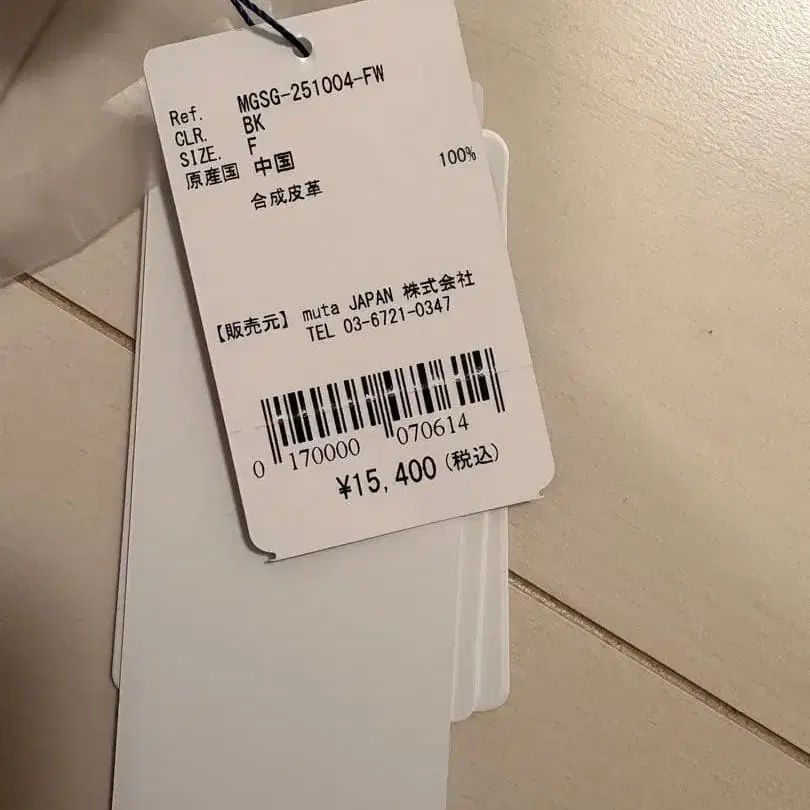 Ref. MGSG-251004-FW
CLR. BK
SIZE. F
原産国 中国
合成皮革 100%
【販売元】 muta JAPAN 株式会社
TEL 03-6721-0347
0 170000 070614
¥15,400(税込)